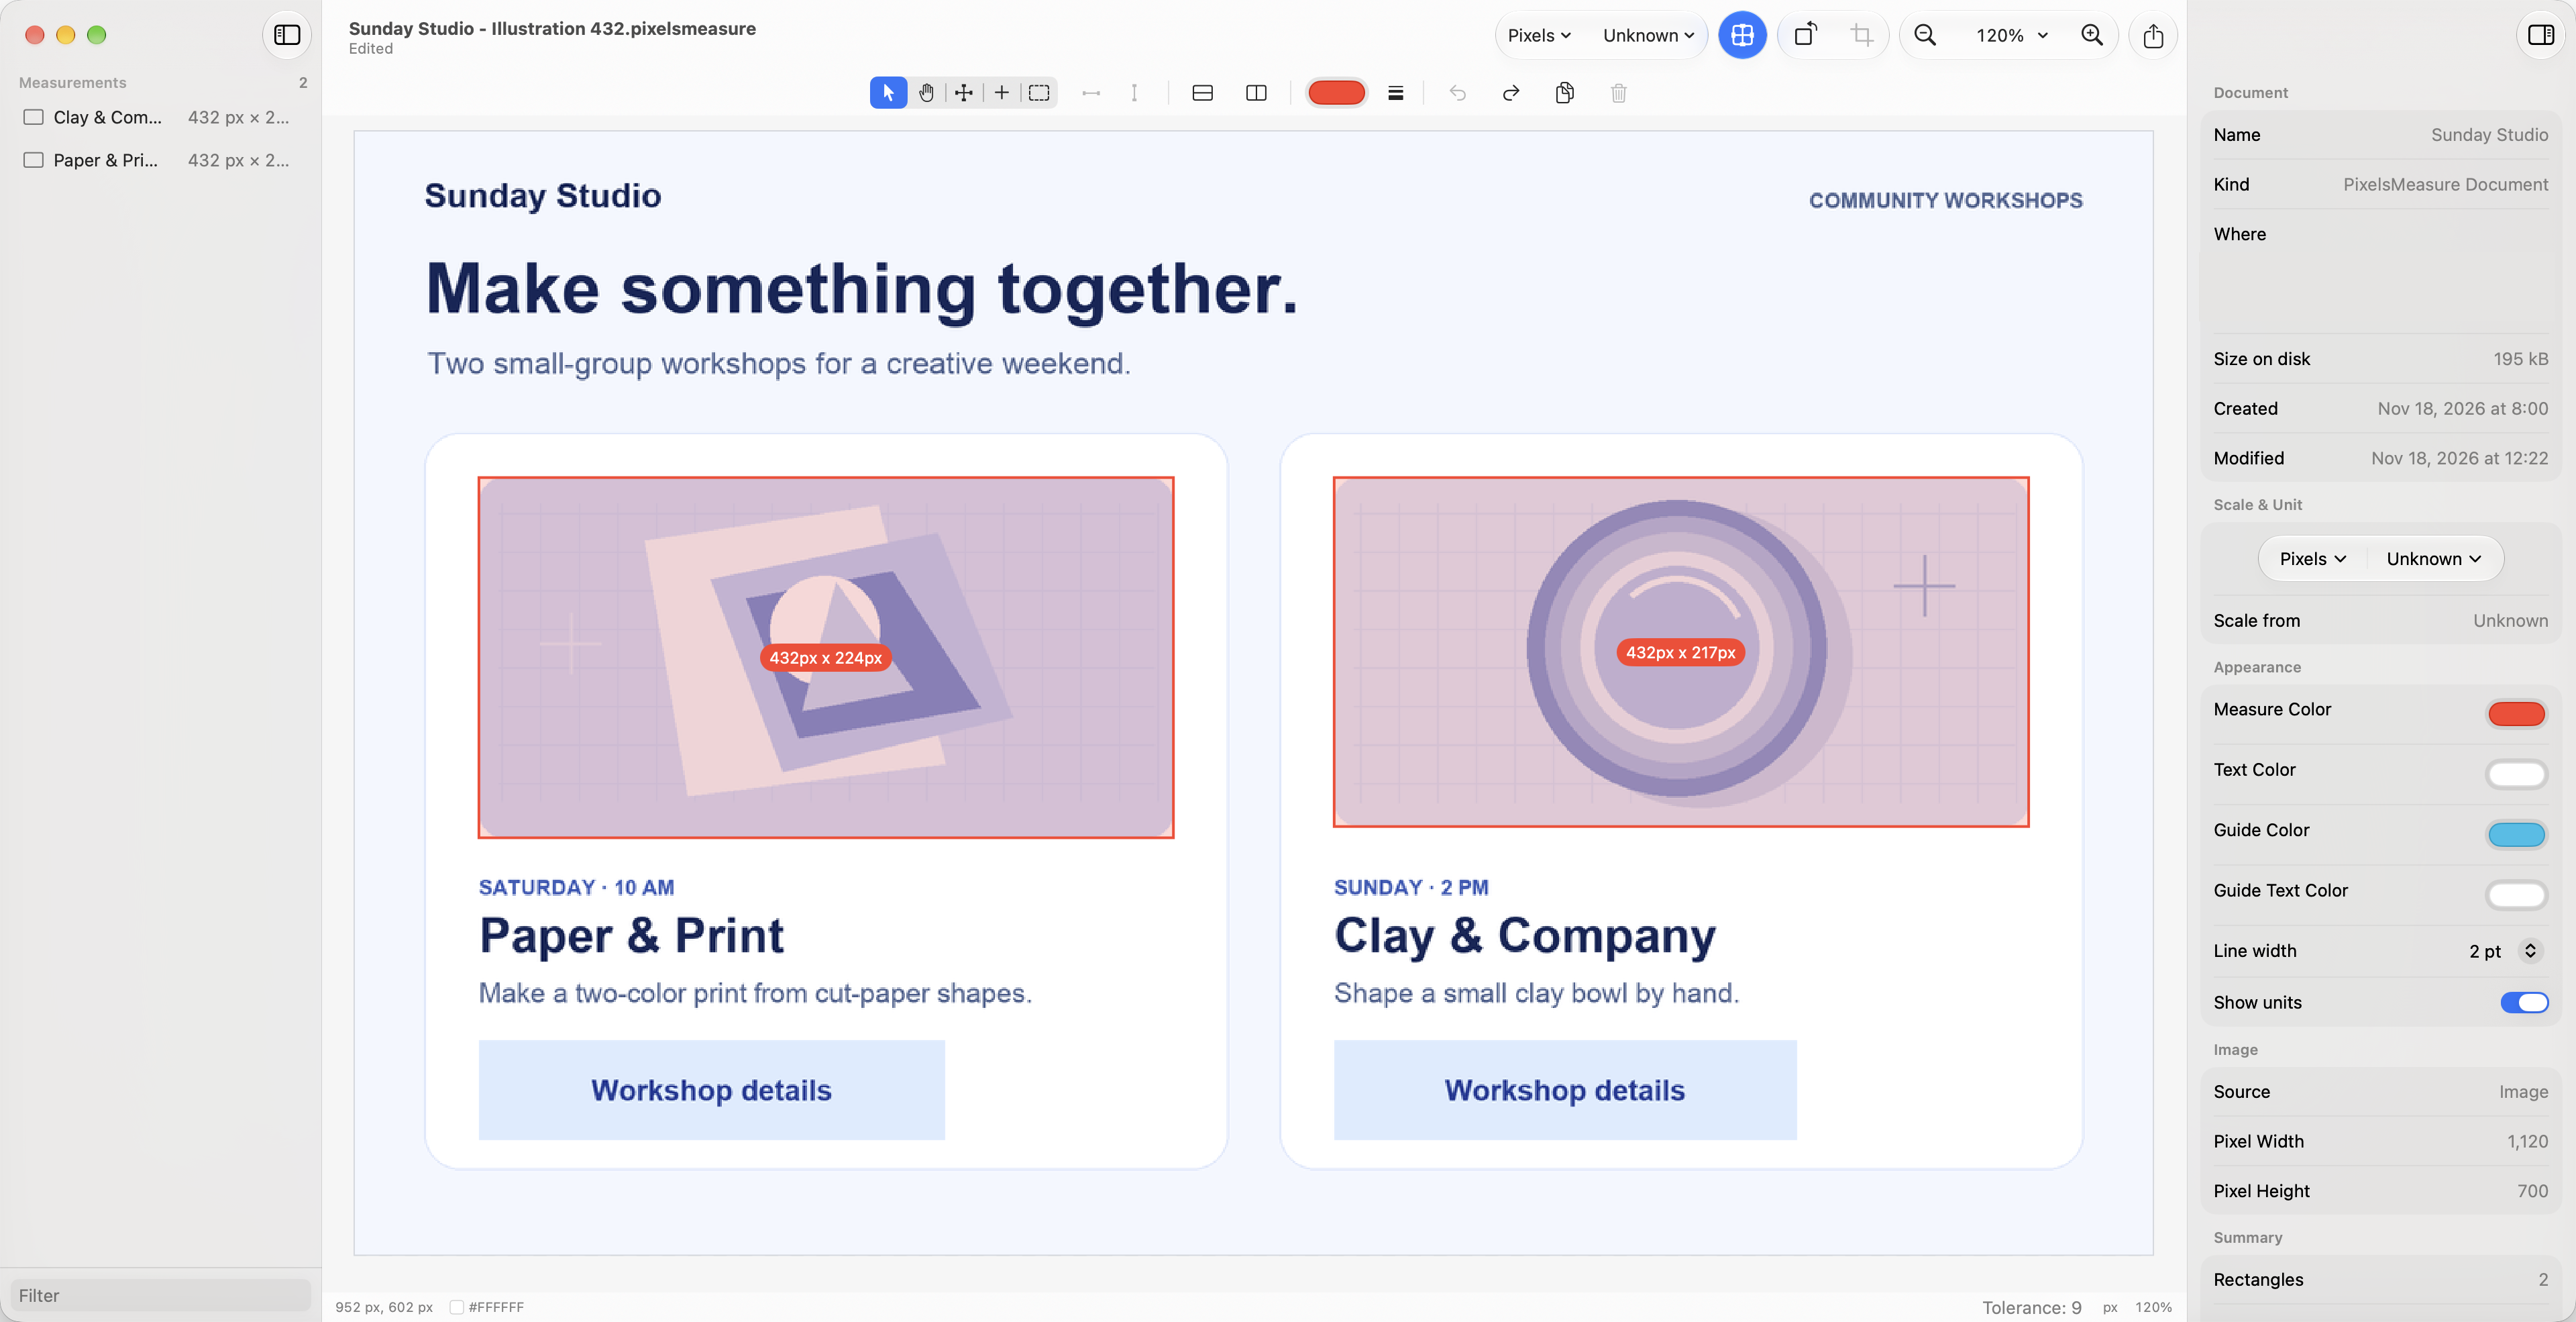 Sunday Studio - Illustration 432.pixelsmeasure
Edited
Pixels
Unknown
120%
Measurements 2
Clay & Com... 432 px × 2...
Paper & Pri... 432 px × 2...
Filter
Sunday Studio
COMMUNITY WORKSHOPS
Make something together.
Two small-group workshops for a creative weekend.
432px x 224px
SATURDAY · 10 AM
Paper & Print
Make a two-color print from cut-paper shapes.
Workshop details
432px x 217px
SUNDAY · 2 PM
Clay & Company
Shape a small clay bowl by hand.
Workshop details
952 px, 602 px #FFFFFF
Tolerance: 9 px 120%
Document
Name Sunday Studio
Kind PixelsMeasure Document
Where
Size on disk 195 kB
Created Nov 18, 2026 at 8:00
Modified Nov 18, 2026 at 12:22
Scale & Unit
Pixels Unknown
Scale from Unknown
Appearance
Measure Color
Text Color
Guide Color
Guide Text Color
Line width 2 pt
Show units
Image
Source Image
Pixel Width 1,120
Pixel Height 700
Summary
Rectangles 2